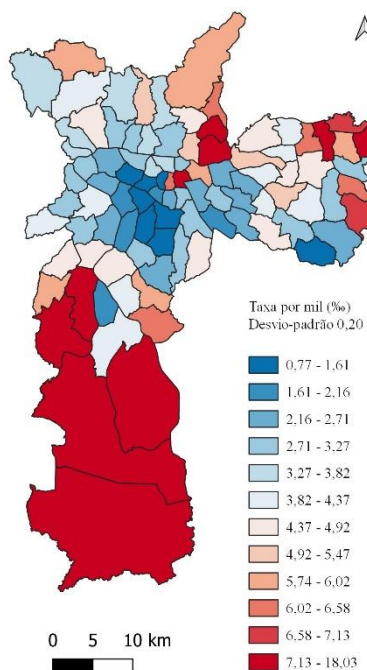 Taxa por mil (‰)
Desvio-padrão 0,20
0,77 - 1,61
1,61 - 2,16
2,16 - 2,71
2,71 - 3,27
3,27 - 3,82
3,82 - 4,37
4,37 - 4,92
4,92 - 5,47
5,74 - 6,02
6,02 - 6,58
6,58 - 7,13
7,13 - 18,03
0 5 10 km